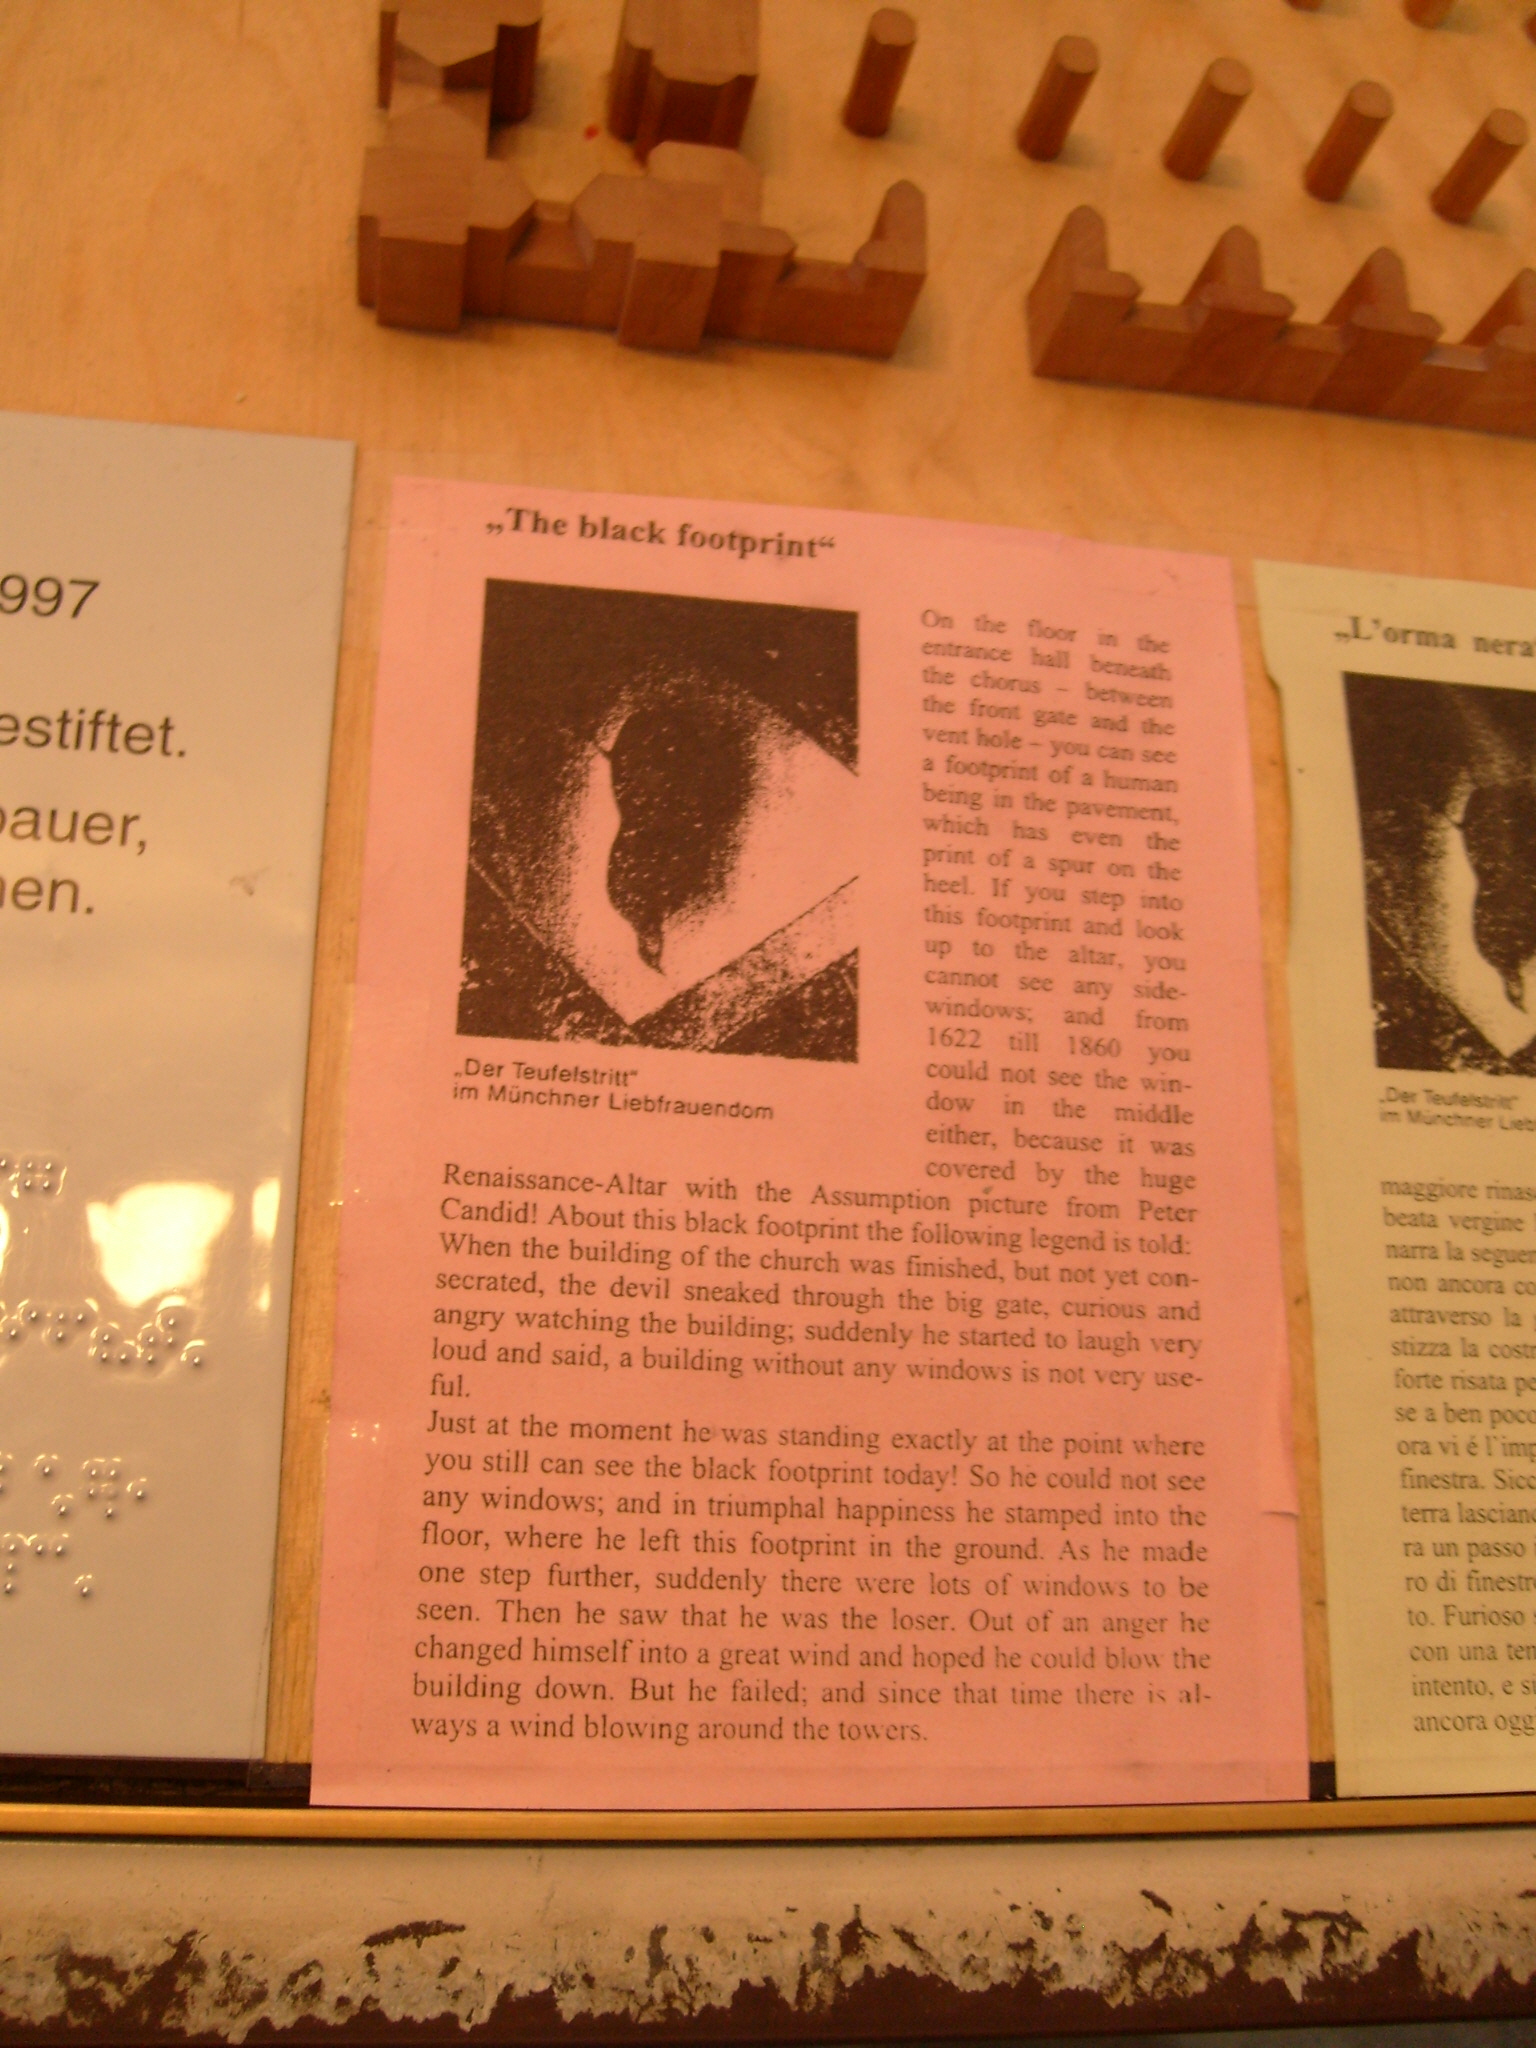 997
estiftet.
bauer,
nen.
„The black footprint“
On the floor in the
entrance hall beneath
the chorus – between
the front gate and the
vent hole – you can see
a footprint of a human
being in the pavement,
which has even the
print of a spur on the
heel. If you step into
this footprint and look
up to the altar, you
cannot see any side-
windows; and from
1622 till 1860 you
could not see the win-
dow in the middle
either, because it was
covered by the huge
„Der Teufelstritt“
im Münchner Liebfrauendom
Renaissance-Altar with the Assumption picture from Peter
Candid! About this black footprint the following legend is told:
When the building of the church was finished, but not yet con-
secrated, the devil sneaked through the big gate, curious and
angry watching the building; suddenly he started to laugh very
loud and said, a building without any windows is not very use-
ful.
Just at the moment he was standing exactly at the point where
you still can see the black footprint today! So he could not see
any windows; and in triumphal happiness he stamped into the
floor, where he left this footprint in the ground. As he made
one step further, suddenly there were lots of windows to be
seen. Then he saw that he was the loser. Out of an anger he
changed himself into a great wind and hoped he could blow the
building down. But he failed; and since that time there is al-
ways a wind blowing around the towers.
„L'orma nera
„Der Teufelstritt“
im Münchner Lieb
maggiore rinas
beata vergine
narra la seguen
non ancora co
attraverso la
stizza la costr
forte risata pe
se a ben poco
ora vi é l'imp
finestra. Sicc
terra lascian
ra un passo
ro di finestre
to. Furioso
con una tem
intento, e s
ancora ogg